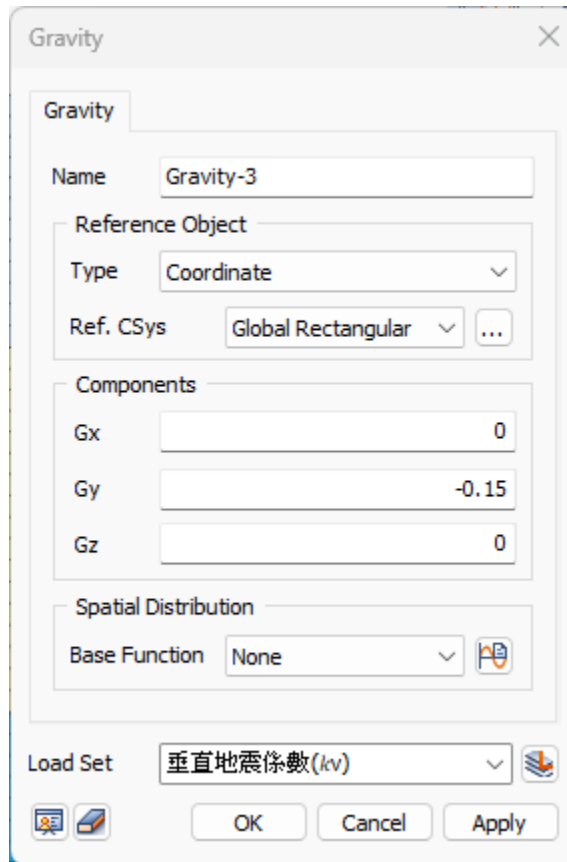 Gravity
Gravity
Name Gravity-3
Reference Object
Type Coordinate
Ref. CSys Global Rectangular ...
Components
Gx 0
Gy -0.15
Gz 0
Spatial Distribution
Base Function None
Load Set 垂直地震係數(kv)
OK Cancel Apply